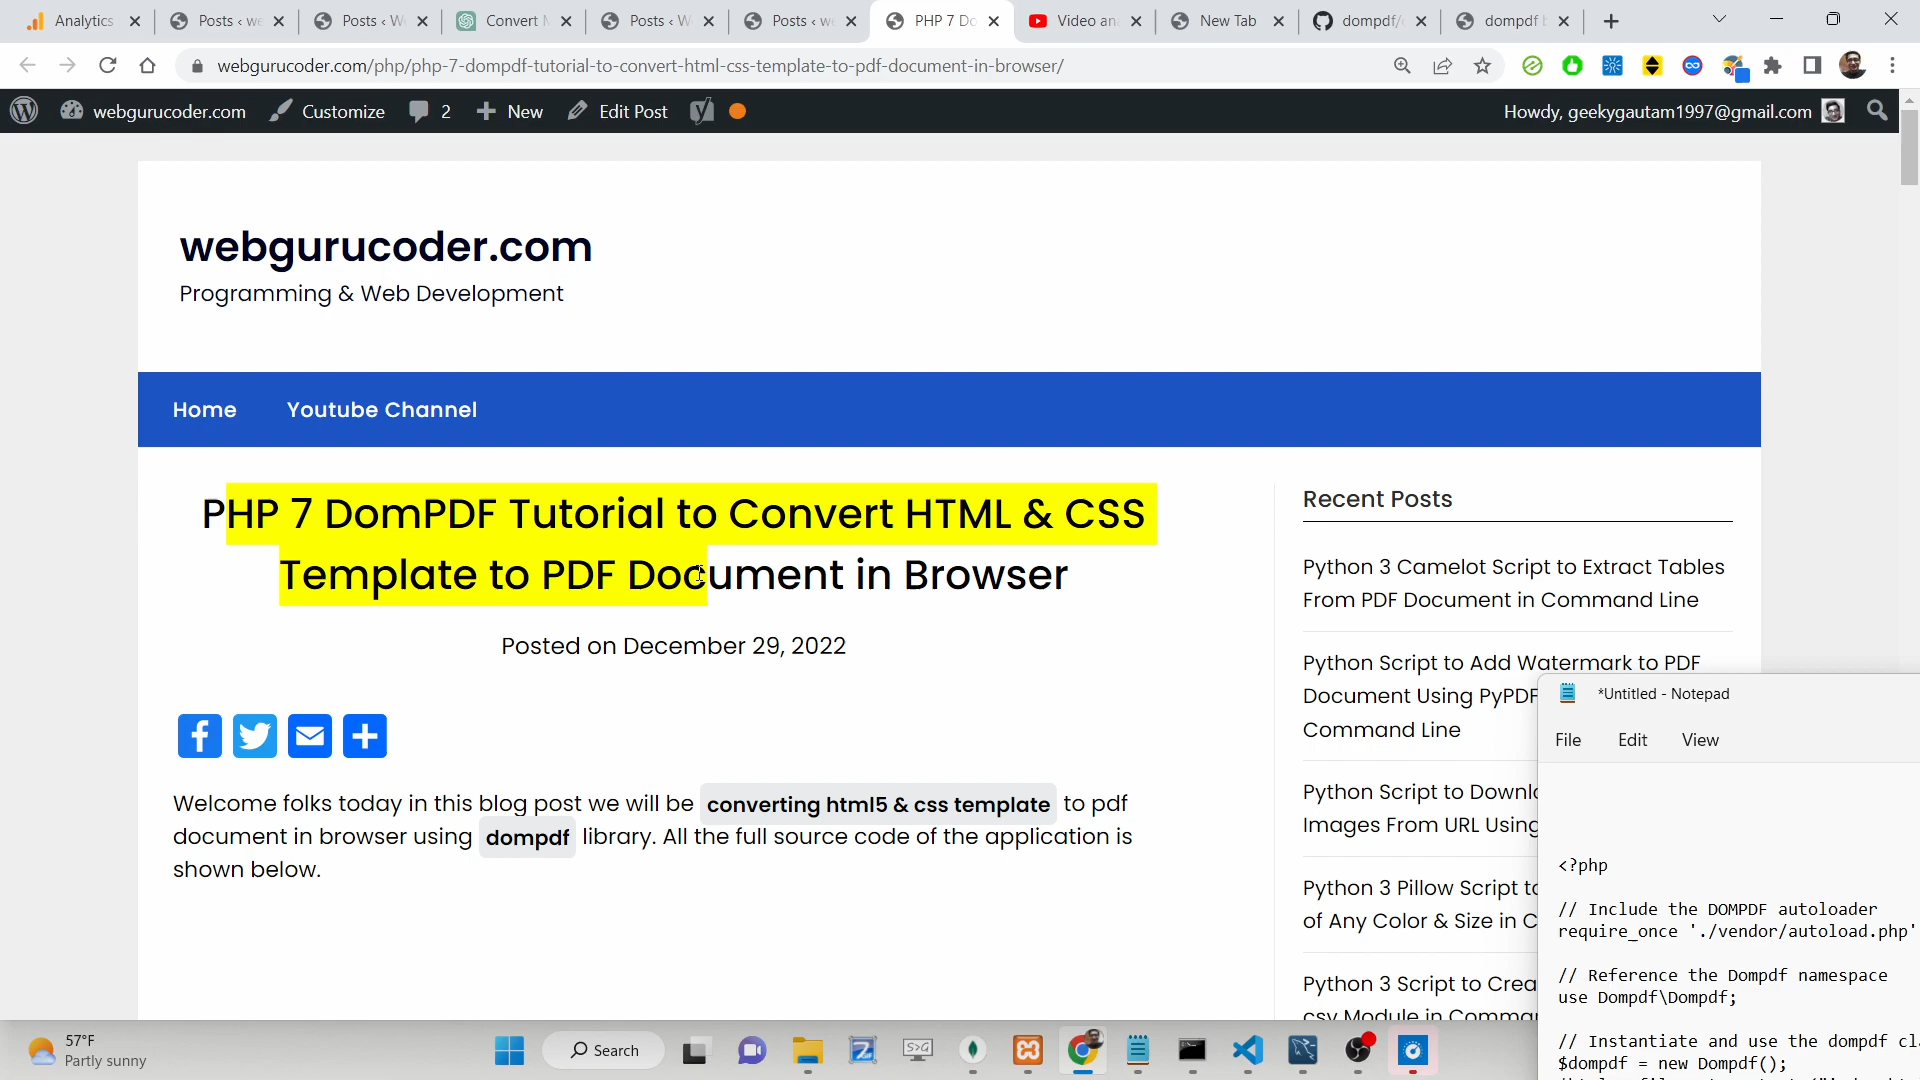 Analytics
Posts ‹ we
Posts ‹ W
Convert
Posts ‹ W
Posts ‹ we
PHP 7 Do
Video an
New Tab
dompdf/
dompdf
webgurucoder.com/php/php-7-dompdf-tutorial-to-convert-html-css-template-to-pdf-document-in-browser/
webgurucoder.com
Customize
2
New
Edit Post
Howdy, geekygautam1997@gmail.com
webgurucoder.com
Programming & Web Development
Home
Youtube Channel
PHP 7 DomPDF Tutorial to Convert HTML & CSS
Template to PDF Document in Browser
Posted on December 29, 2022
Welcome folks today in this blog post we will be converting html5 & css template to pdf
document in browser using dompdf library. All the full source code of the application is
shown below.
Recent Posts
Python 3 Camelot Script to Extract Tables
From PDF Document in Command Line
Python Script to Add Watermark to PDF
Document Using PyPDF
Command Line
Python Script to Downlo
Images From URL Using
Python 3 Pillow Script to
of Any Color & Size in C
Python 3 Script to Crea
csv Module in Comma
*Untitled - Notepad
File
Edit
View
<?php
// Include the DOMPDF autoloader
require_once './vendor/autoload.php'
// Reference the Dompdf namespace
use Dompdf\Dompdf;
// Instantiate and use the dompdf cl
$dompdf = new Dompdf();
57°F
Partly sunny
Search